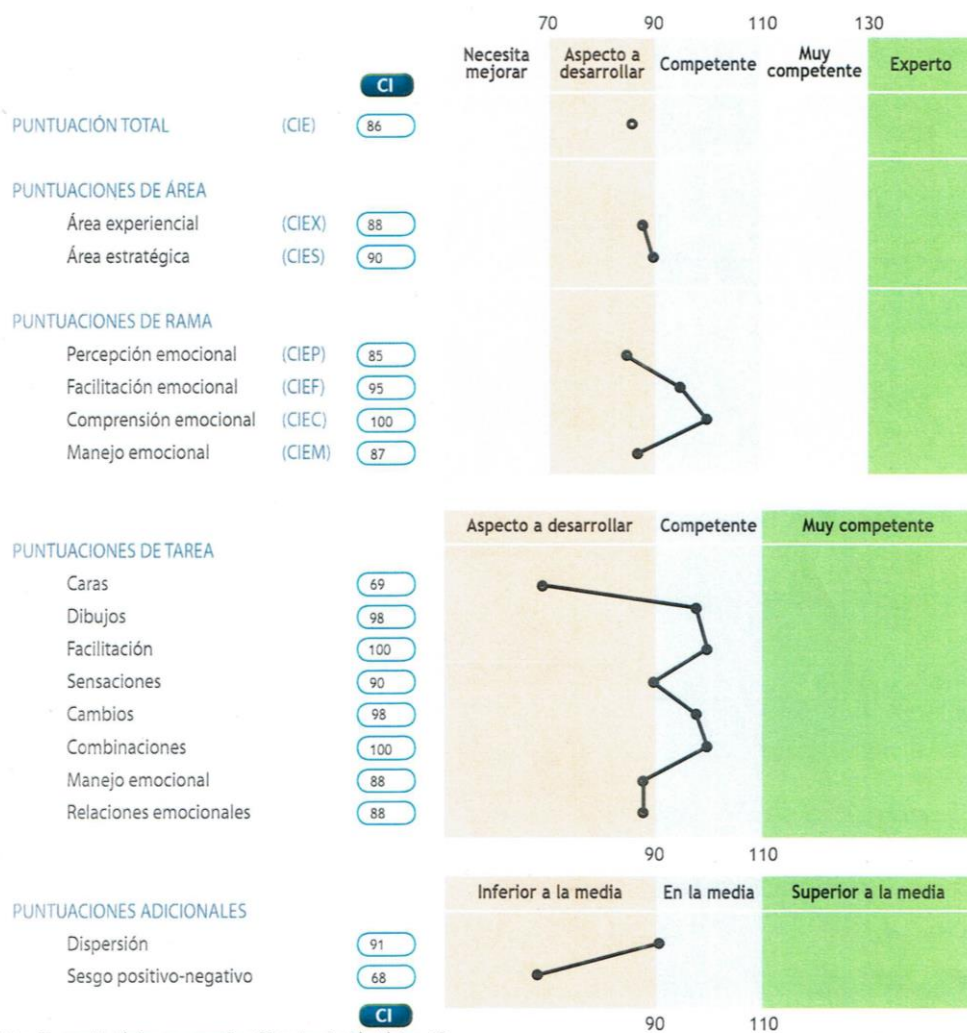 70 90 110 130
Necesita mejorar Aspecto a desarrollar Competente Muy competente Experto
CI
PUNTUACIÓN TOTAL (CIE) 86
PUNTUACIONES DE ÁREA
Área experiencial (CIEX) 88
Área estratégica (CIES) 90
PUNTUACIONES DE RAMA
Percepción emocional (CIEP) 85
Facilitación emocional (CIEF) 95
Comprensión emocional (CIEC) 100
Manejo emocional (CIEM) 87
Aspecto a desarrollar Competente Muy competente
PUNTUACIONES DE TAREA
Caras 69
Dibujos 98
Facilitación 100
Sensaciones 90
Cambios 98
Combinaciones 100
Manejo emocional 88
Relaciones emocionales 88
90 110
Inferior a la media En la media Superior a la media
PUNTUACIONES ADICIONALES
Dispersión 91
Sesgo positivo-negativo 68
CI
90 110